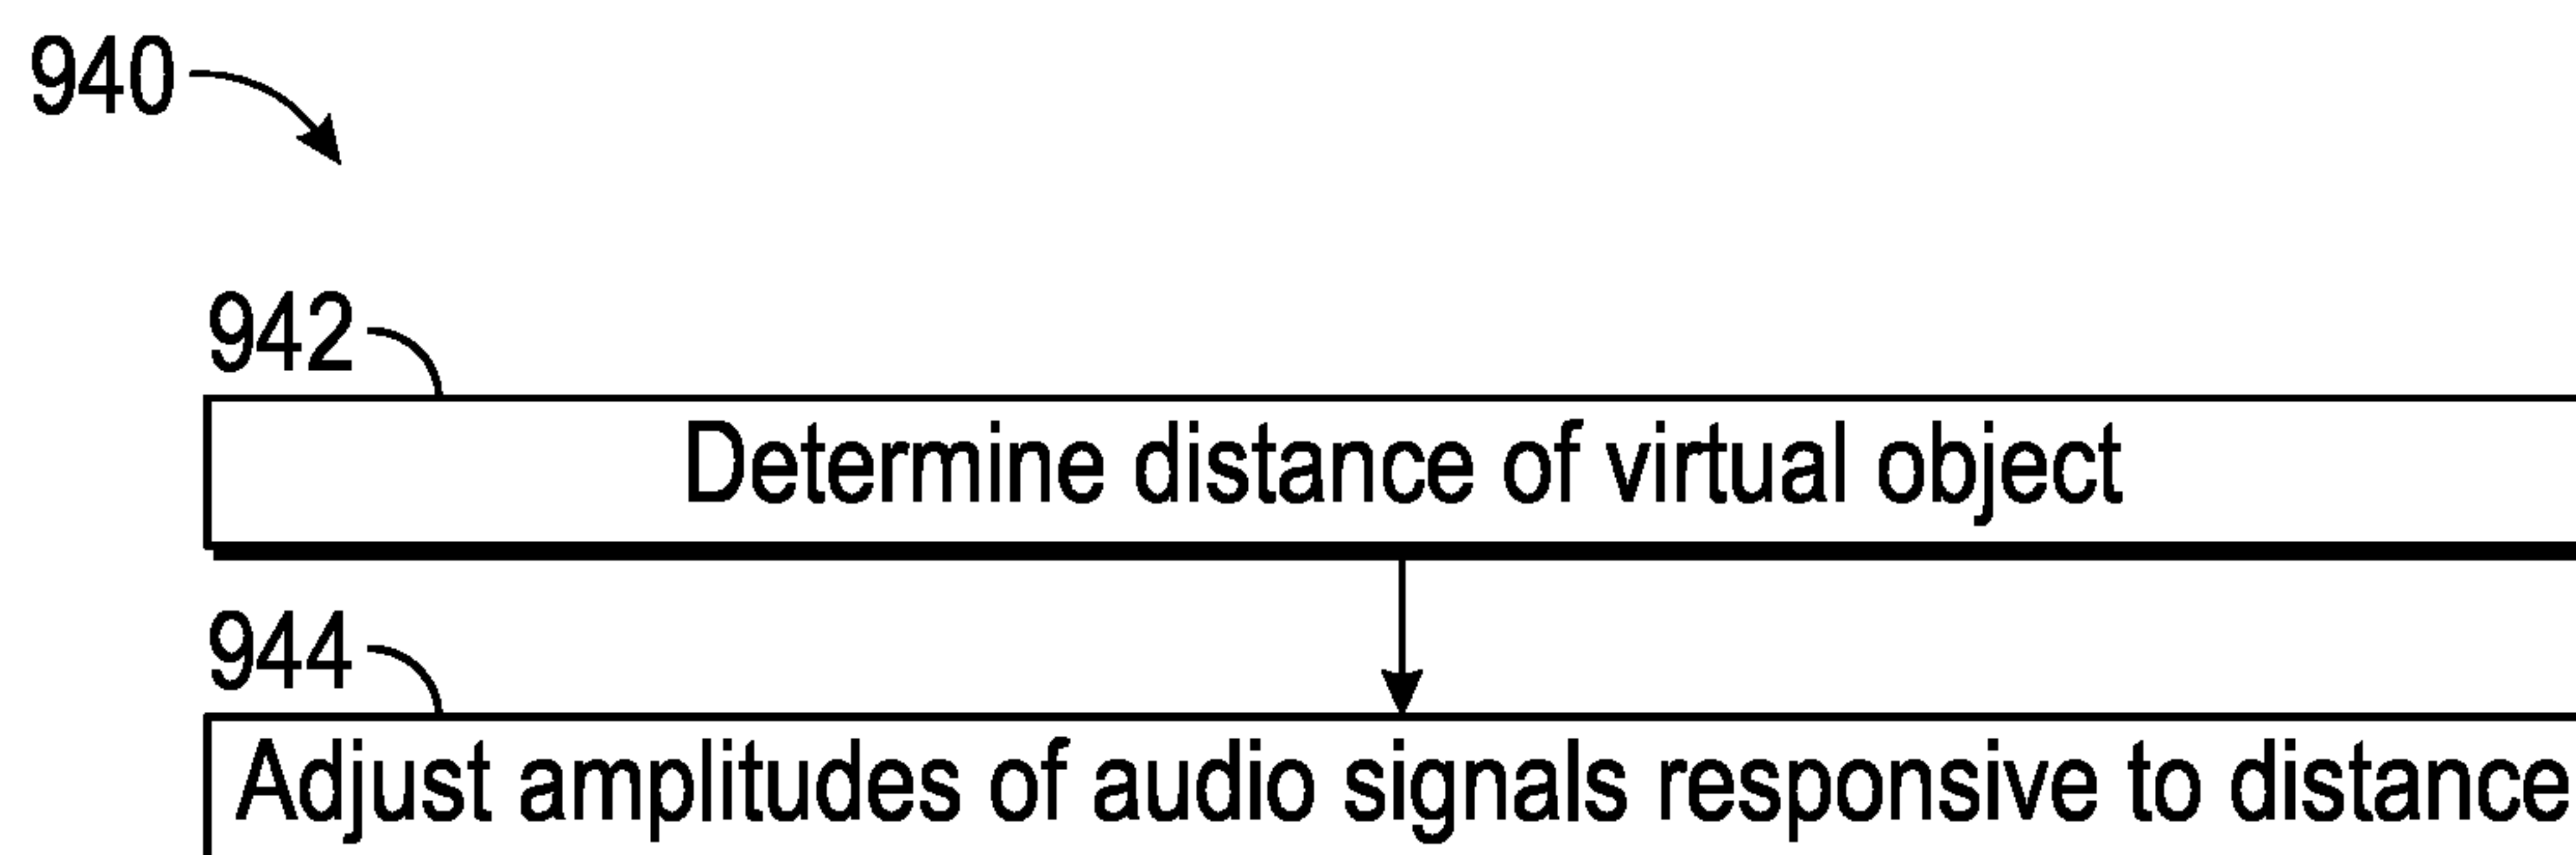 940
942
Determine distance of virtual object
944
Adjust amplitudes of audio signals responsive to distance